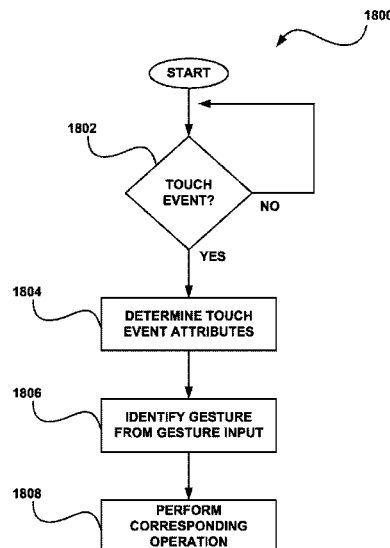 1800
START
1802
TOUCH
EVENT?
NO
YES
1804
DETERMINE TOUCH
EVENT ATTRIBUTES
1806
IDENTIFY GESTURE
FROM GESTURE INPUT
1808
PERFORM
CORRESPONDING
OPERATION